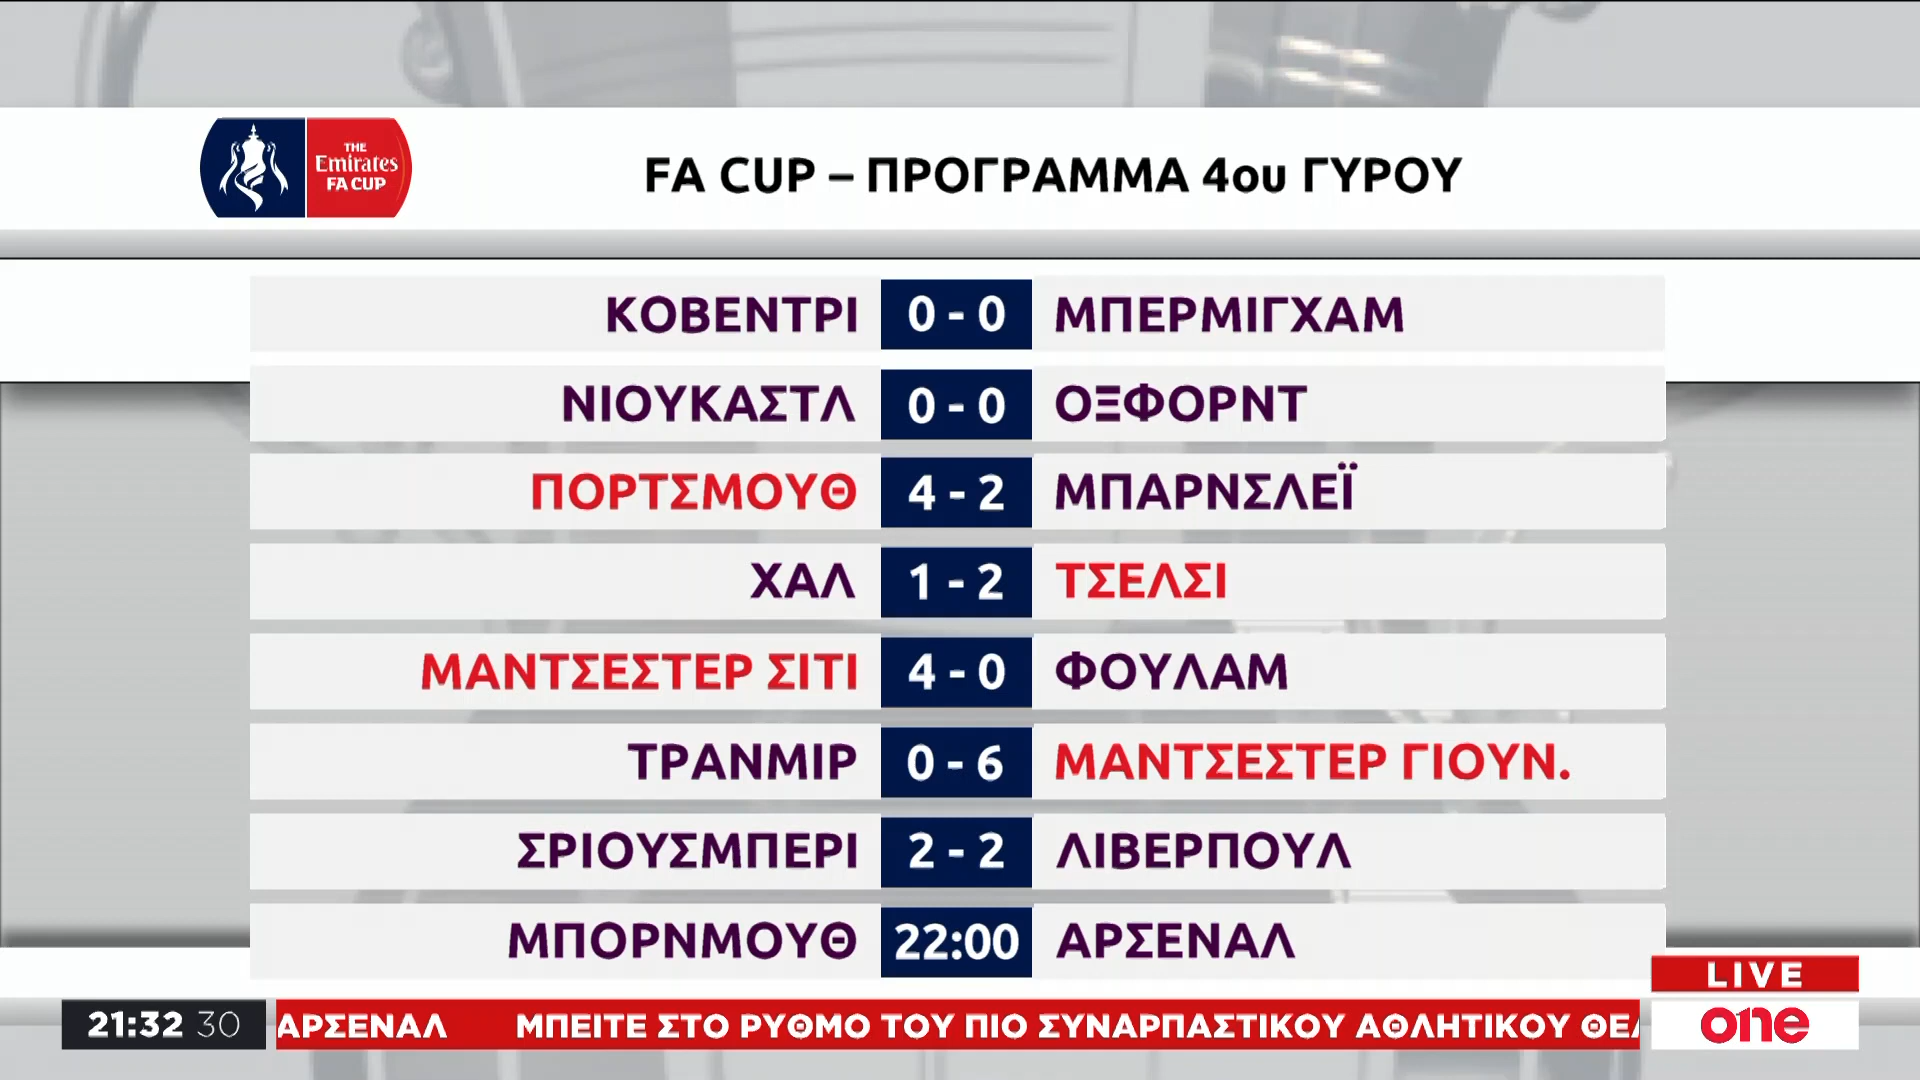 THE
Emirates
FA CUP
FA CUP – ΠΡΟΓΡΑΜΜΑ 4ου ΓΥΡΟΥ
ΚΟΒΕΝΤΡΙ 0 - 0 ΜΠΕΡΜΙΓΧΑΜ
ΝΙΟΥΚΑΣΤΛ 0 - 0 ΟΞΦΟΡΝΤ
ΠΟΡΤΣΜΟΥΘ 4 - 2 ΜΠΑΡΝΣΛΕΪ
ΧΑΛ 1 - 2 ΤΣΕΛΣΙ
ΜΑΝΤΣΕΣΤΕΡ ΣΙΤΙ 4 - 0 ΦΟΥΛΑΜ
ΤΡΑΝΜΙΡ 0 - 6 ΜΑΝΤΣΕΣΤΕΡ ΓΙΟΥΝ.
ΣΡΙΟΥΣΜΠΕΡΙ 2 - 2 ΛΙΒΕΡΠΟΥΛ
ΜΠΟΡΝΜΟΥΘ 22:00 ΑΡΣΕΝΑΛ
LIVE
21:32 30 ΑΡΣΕΝΑΛ ΜΠΕΙΤΕ ΣΤΟ ΡΥΘΜΟ ΤΟΥ ΠΙΟ ΣΥΝΑΡΠΑΣΤΙΚΟΥ ΑΘΛΗΤΙΚΟΥ ΘΕΛ
one